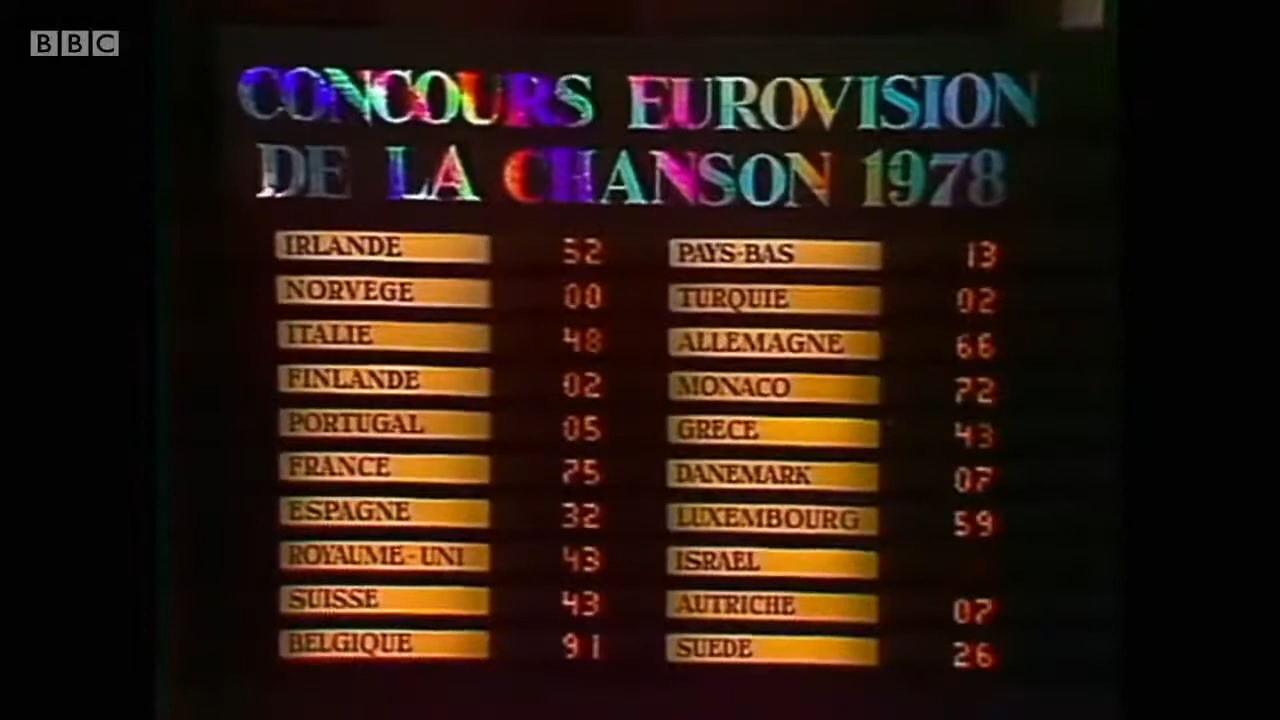 BBC
CONCOURS EUROVISION
DE LA CHANSON 1978
IRLANDE 52
NORVEGE 00
ITALIE 48
FINLANDE 02
PORTUGAL 05
FRANCE 75
ESPAGNE 32
ROYAUME-UNI 43
SUISSE 43
BELGIQUE 91
PAYS-BAS 13
TURQUIE 02
ALLEMAGNE 66
MONACO 72
GRECE 43
DANEMARK 07
LUXEMBOURG 59
ISRAEL
AUTRICHE 07
SUEDE 26